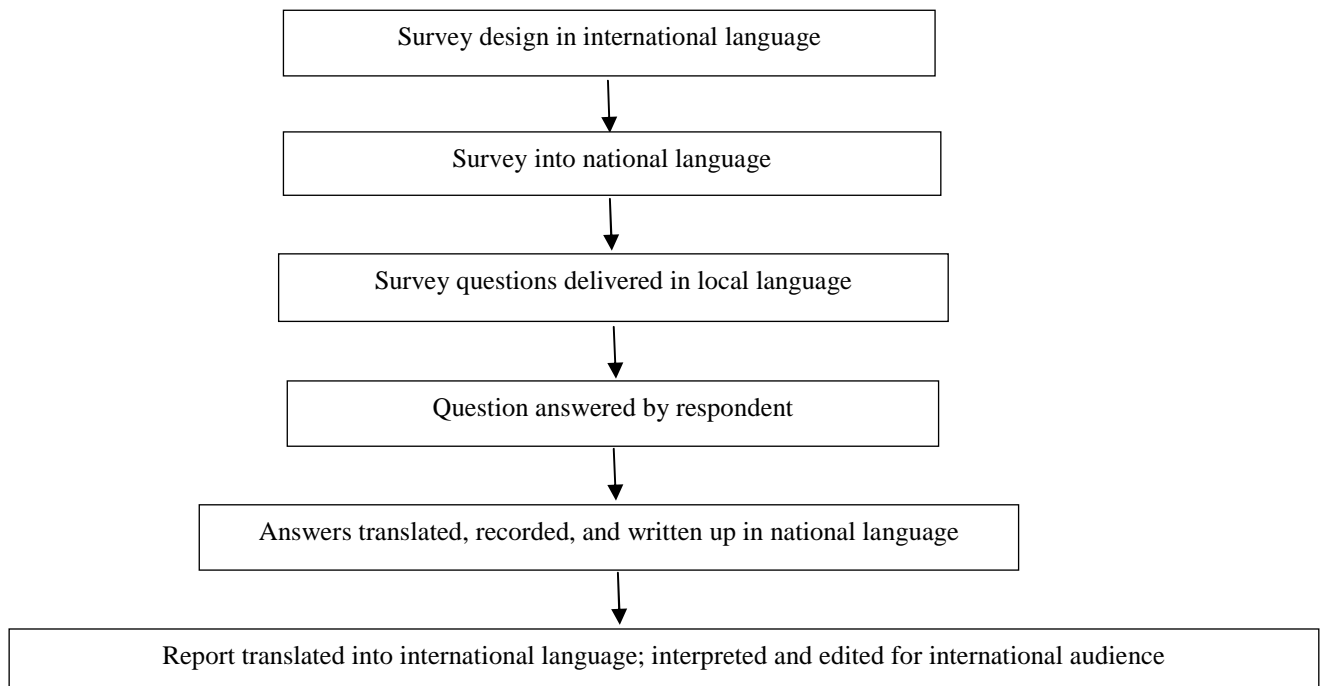 Survey design in international language
Survey into national language
Survey questions delivered in local language
Question answered by respondent
Answers translated, recorded, and written up in national language
Report translated into international language; interpreted and edited for international audience